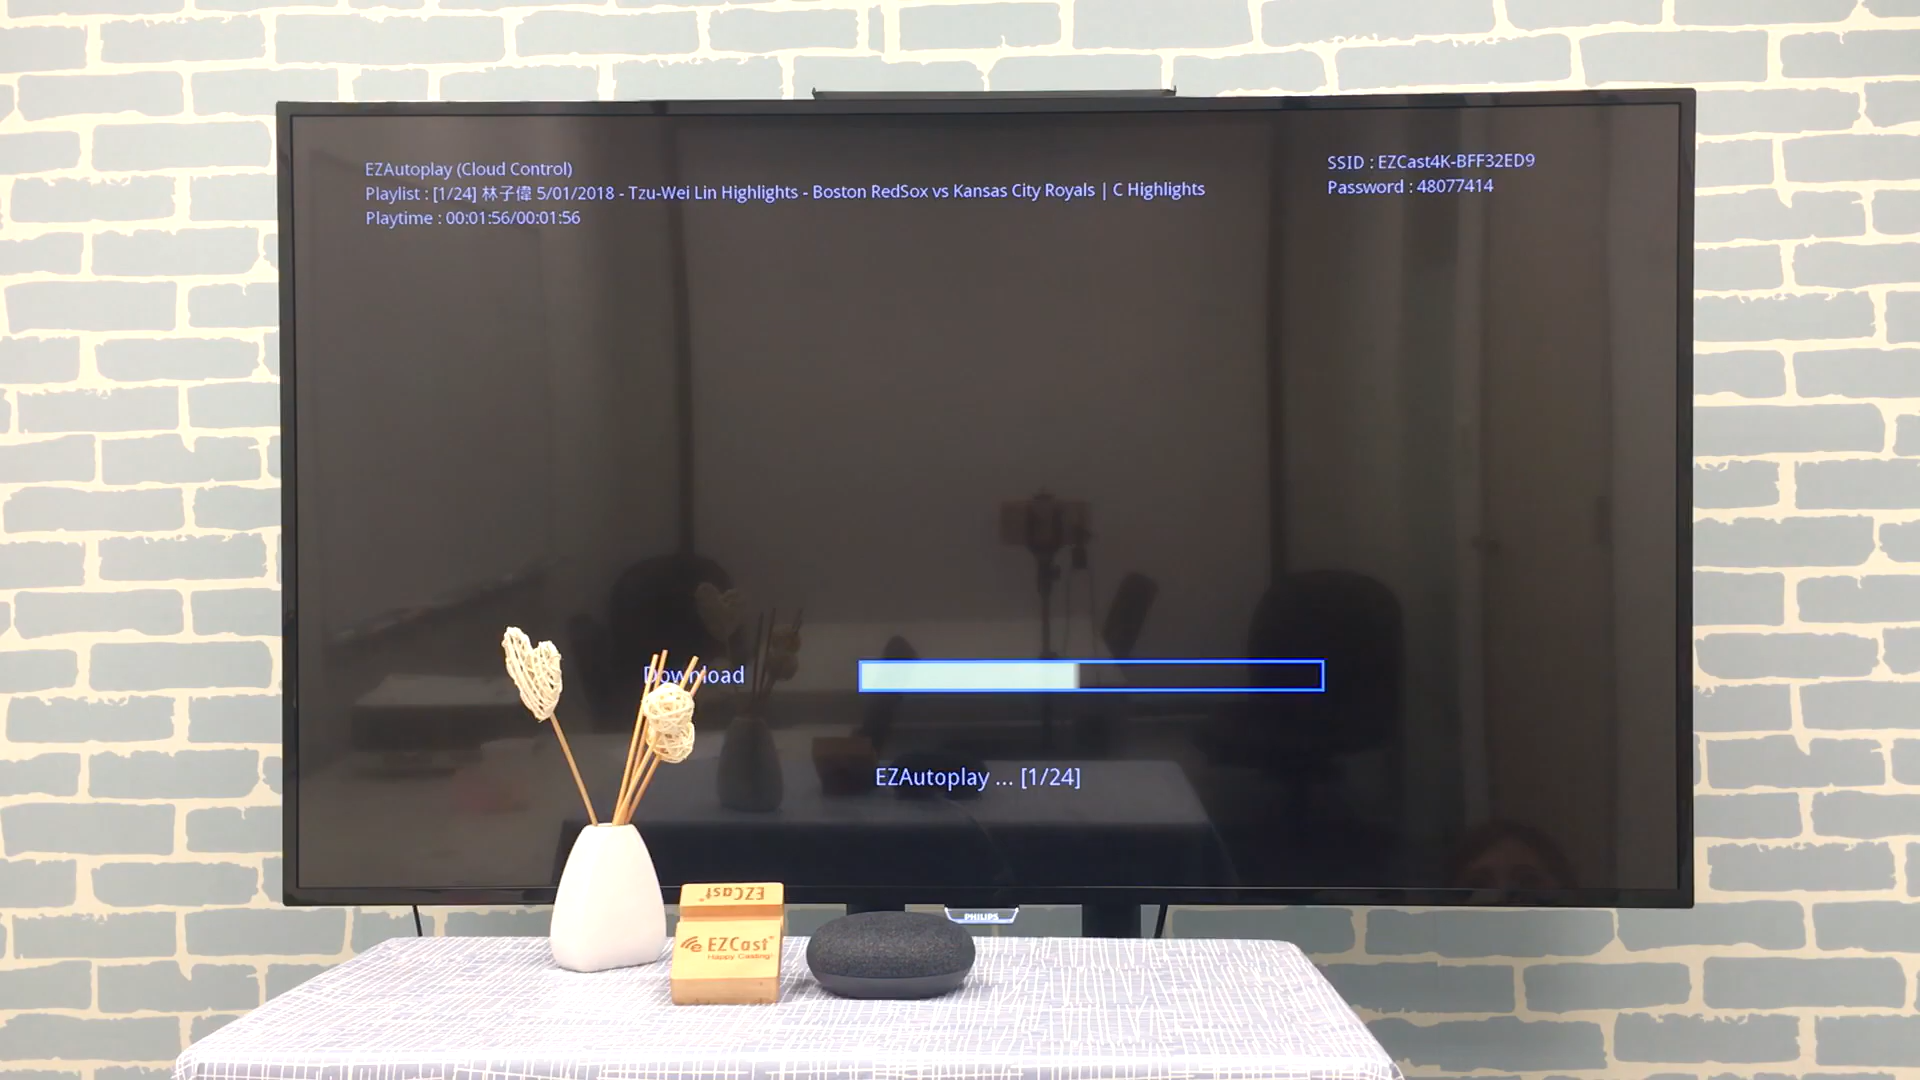 EZAutoplay (Cloud Control)
Playlist : [1/24] 林子偉 5/01/2018 - Tzu-Wei Lin Highlights - Boston RedSox vs Kansas City Royals | C Highlights
Playtime : 00:01:56/00:01:56
SSID : EZCast4K-BFF32ED9
Password : 48077414
Download
EZAutoplay ... [1/24]
EZCast
EZCast
Happy Casting!
PHILIPS